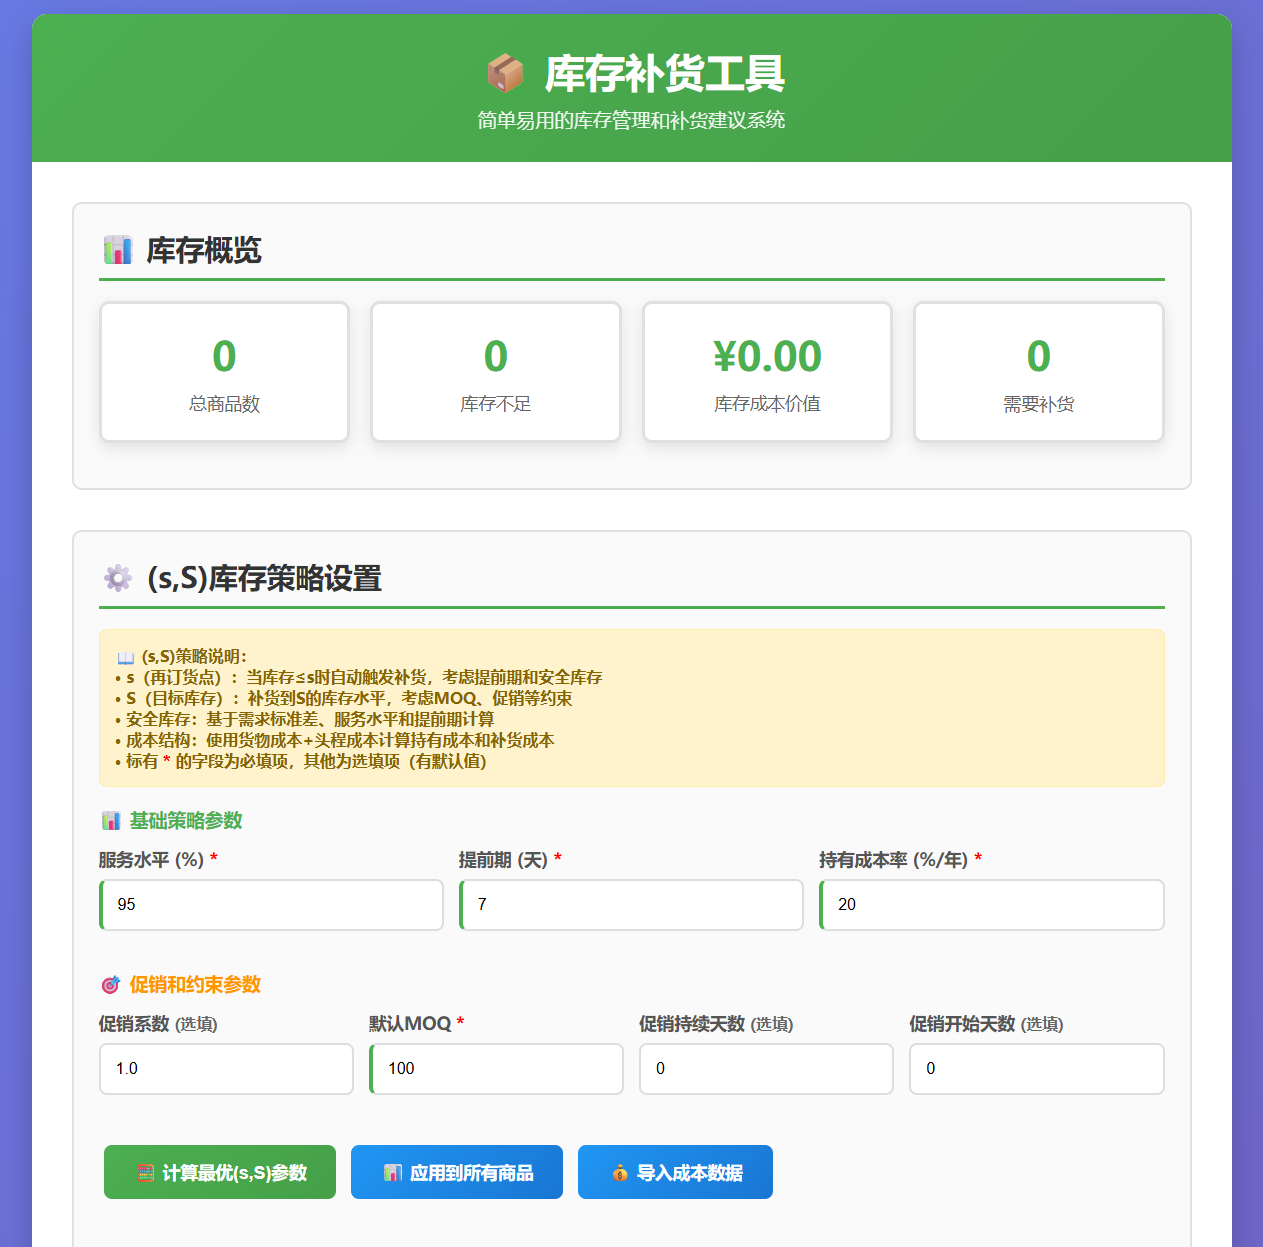 库存补货工具
简单易用的库存管理和补货建议系统
库存概览
0
总商品数
0
库存不足
¥0.00
库存成本价值
0
需要补货
(s,S)库存策略设置
(s,S)策略说明：
• s（再订货点）：当库存≤s时自动触发补货，考虑提前期和安全库存
• S（目标库存）：补货到S的库存水平，考虑MOQ、促销等约束
• 安全库存：基于需求标准差、服务水平和提前期计算
• 成本结构：使用货物成本+头程成本计算持有成本和补货成本
• 标有 * 的字段为必填项，其他为选填项（有默认值）
基础策略参数
服务水平 (%) *
提前期 (天) *
持有成本率 (%/年) *
95
7
20
促销和约束参数
促销系数 (选填)
默认MOQ *
促销持续天数 (选填)
促销开始天数 (选填)
1.0
100
0
0
计算最优(s,S)参数
应用到所有商品
导入成本数据